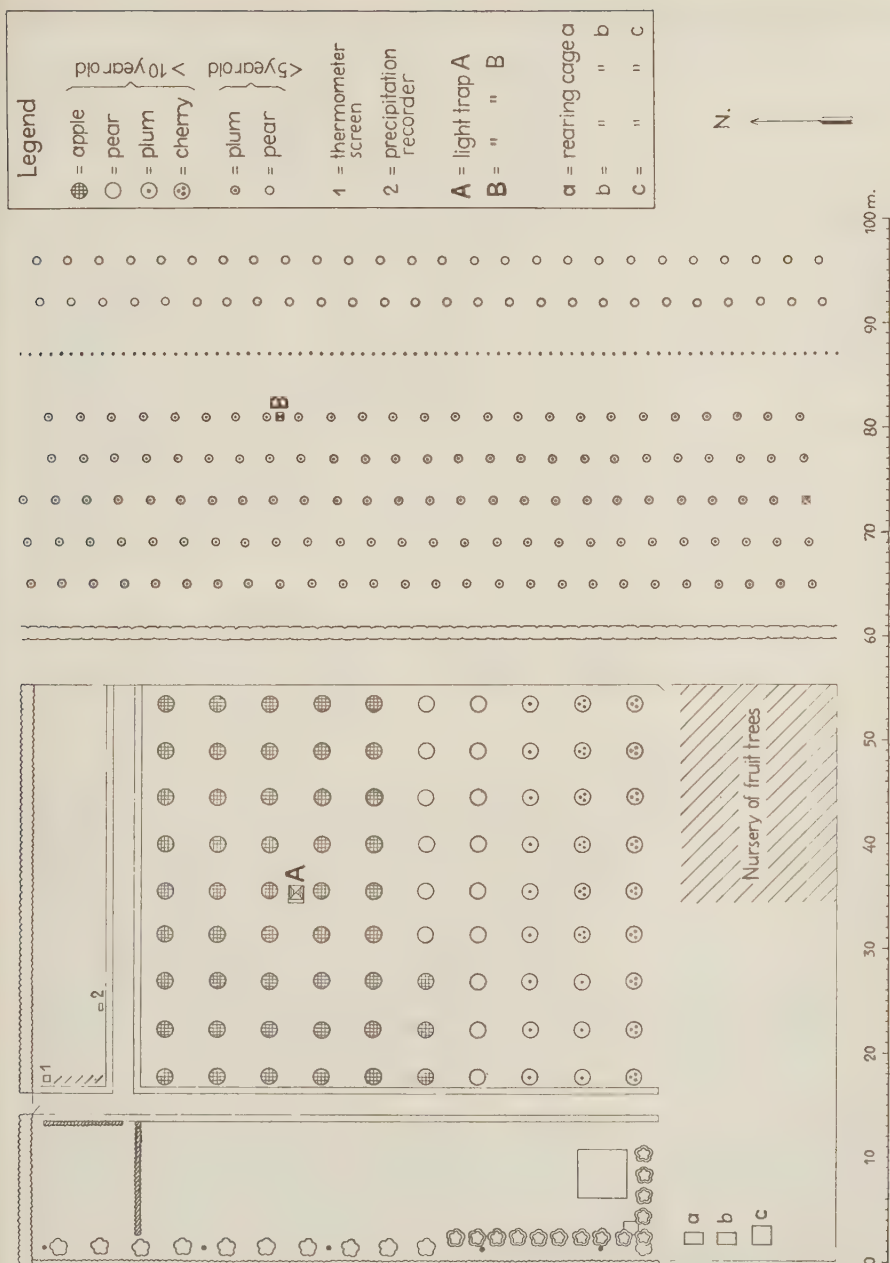 Legend
= apple
= pear
= plum
= cherry
> 10 year old
= plum
= pear
<5 year old
1 = thermometer
screen
2 = precipitation
recorder
A = light trap A
B = " " B
a = rearing cage a
b = " " b
c = " " c
N.
1
2
A
B
Nursery of fruit trees
a
b
c
0 10 20 30 40 50 60 70 80 90 100 m.